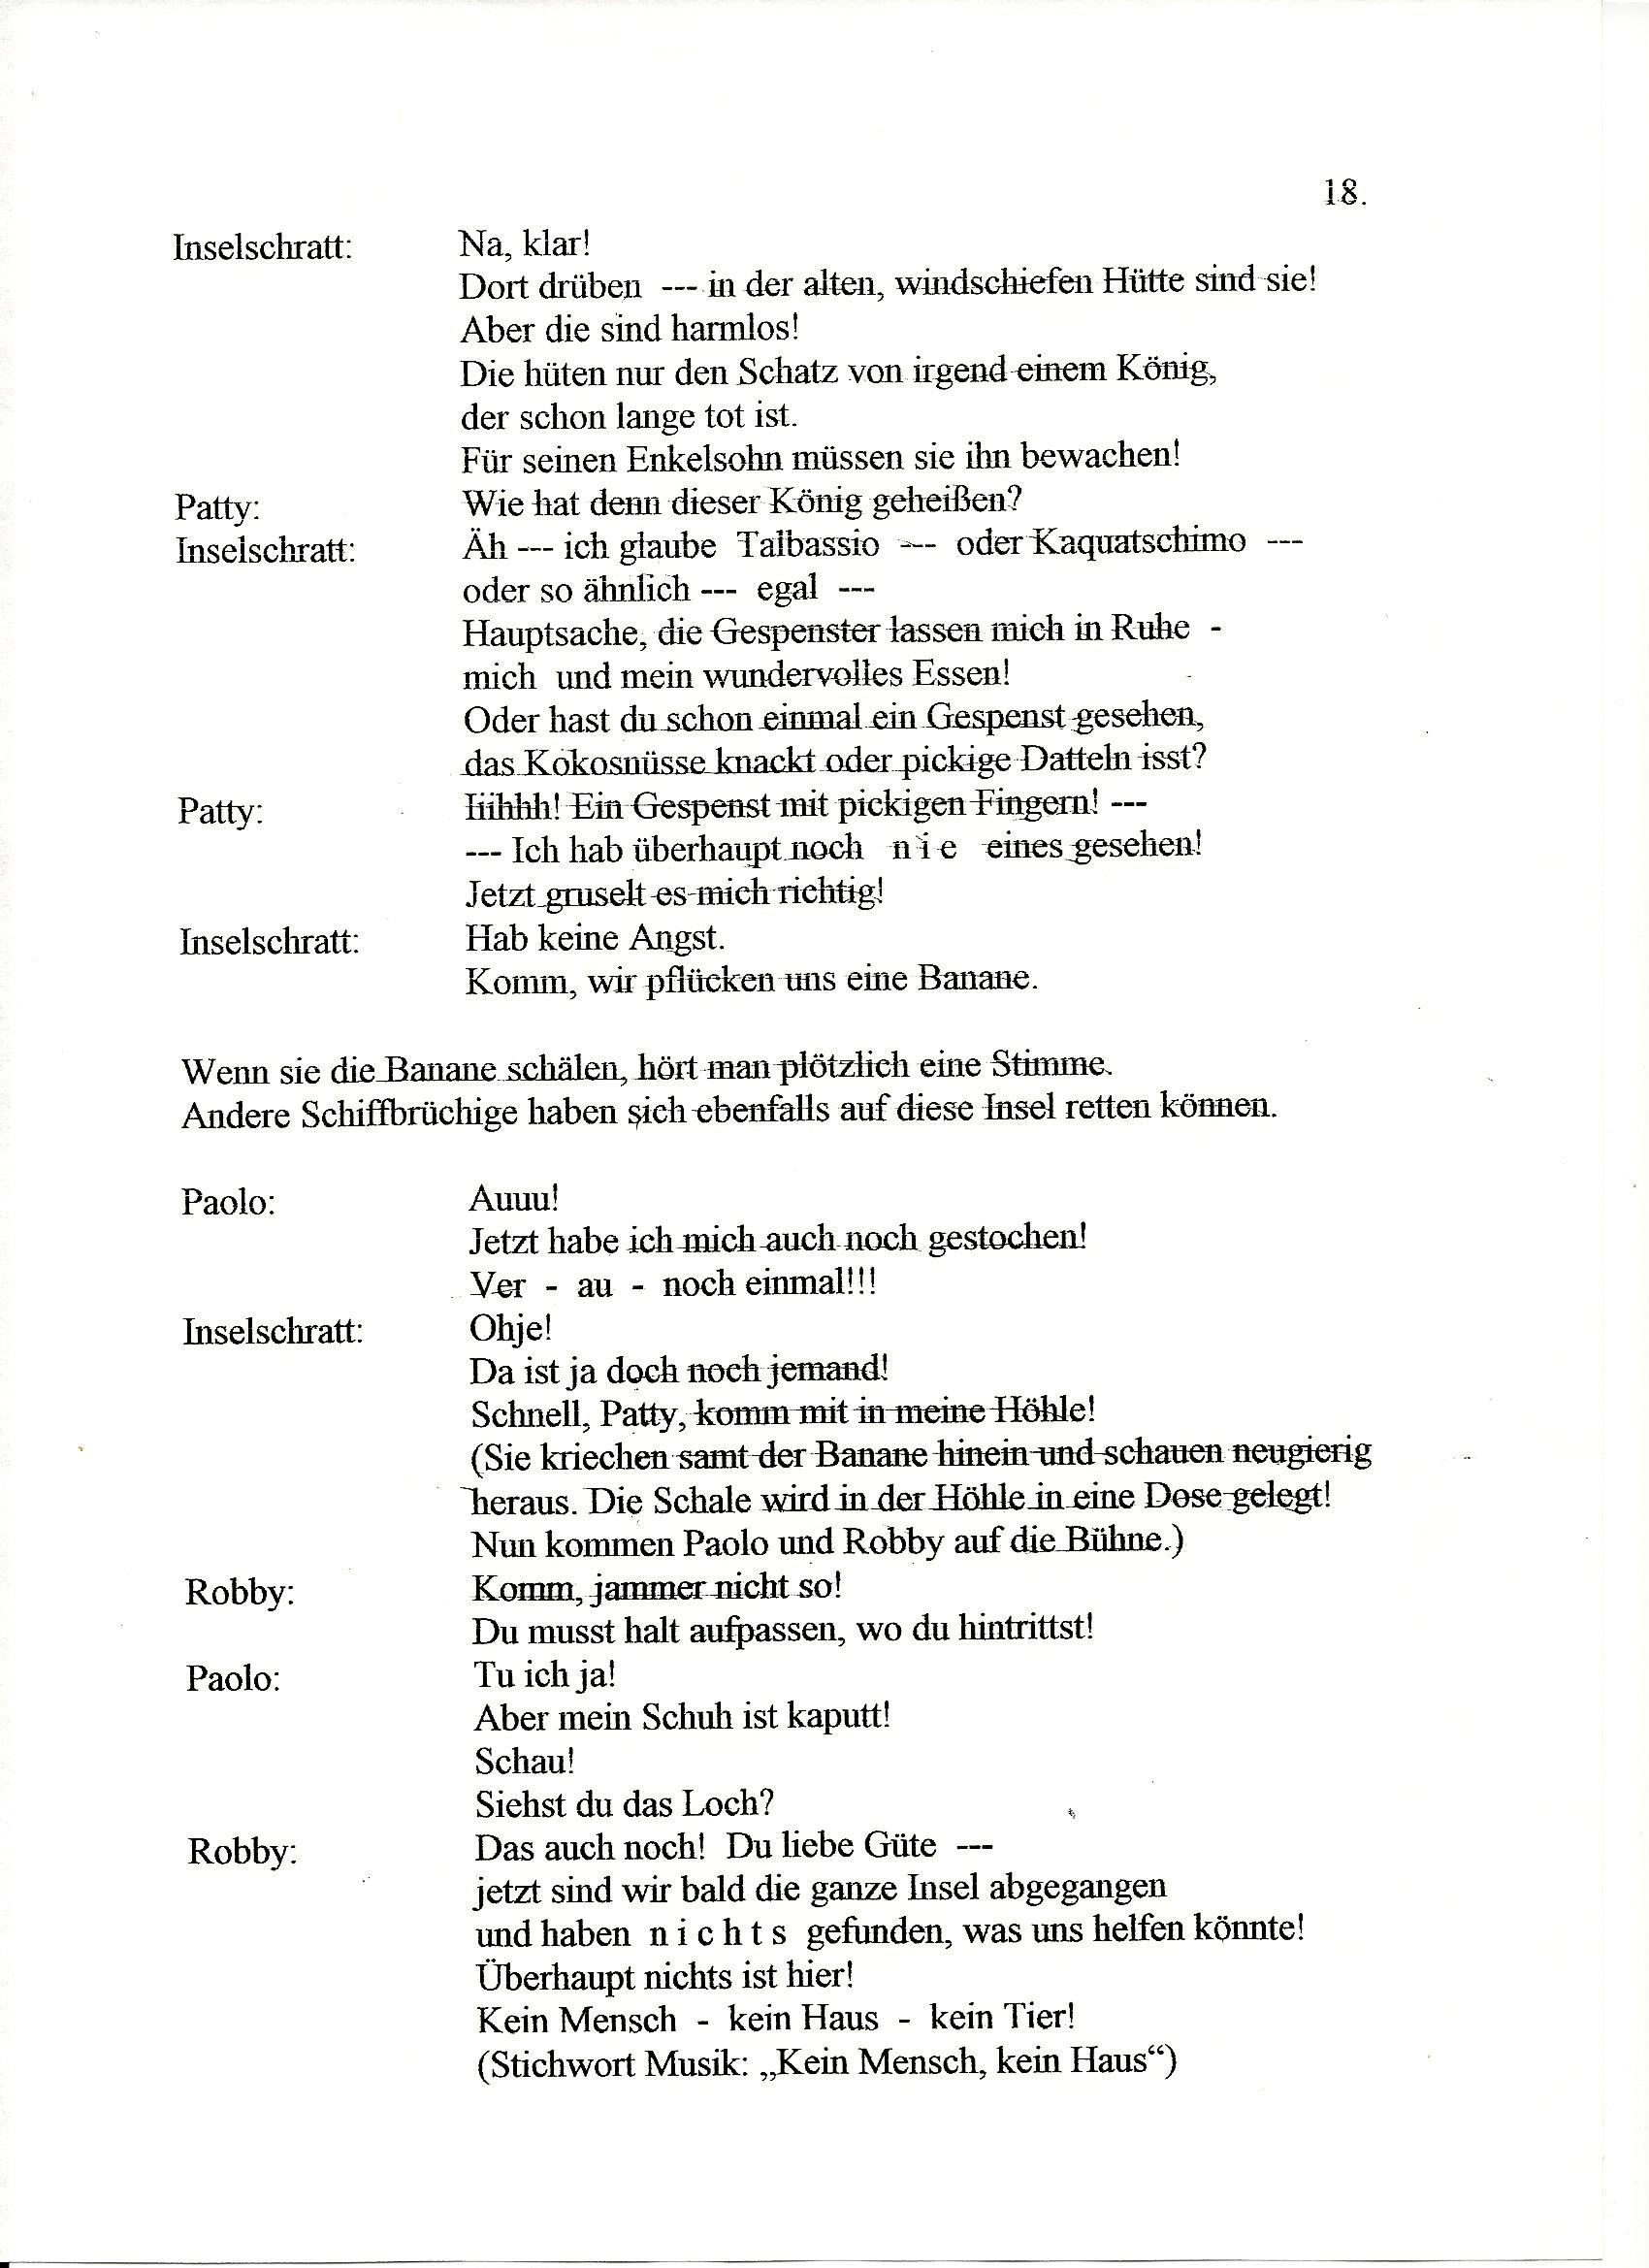 18.
Inselschratt: Na, klar!
Dort drüben --- in der alten, windschiefen Hütte sind sie!
Aber die sind harmlos!
Die hüten nur den Schatz von irgend einem König,
der schon lange tot ist.
Für seinen Enkelsohn müssen sie ihn bewachen!
Patty: Wie hat denn dieser König geheißen?
Inselschratt: Äh --- ich glaube Talbassio --- oder Kaquatschimo ---
oder so ähnlich --- egal ---
Hauptsache, die Gespenster lassen mich in Ruhe -
mich und mein wundervolles Essen!
Oder hast du schon einmal ein Gespenst gesehen,
das Kokosnüsse knackt oder pickige Datteln isst?
Patty: Iiihhh! Ein Gespenst mit pickigen Fingern! ---
--- Ich hab überhaupt noch n i e eines gesehen!
Jetzt gruselt es mich richtig!
Inselschratt: Hab keine Angst.
Komm, wir pflücken uns eine Banane.
Wenn sie die Banane schälen, hört man plötzlich eine Stimme.
Andere Schiffbrüchige haben sich ebenfalls auf diese Insel retten können.
Paolo: Auuu!
Jetzt habe ich mich auch noch gestochen!
Ver - au - noch einmal!!!
Inselschratt: Ohje!
Da ist ja doch noch jemand!
Schnell, Patty, komm mit in meine Höhle!
(Sie kriechen samt der Banane hinein und schauen neugierig
heraus. Die Schale wird in der Höhle in eine Dose gelegt!
Nun kommen Paolo und Robby auf die Bühne.)
Robby: Komm, jammer nicht so!
Du musst halt aufpassen, wo du hintrittst!
Paolo: Tu ich ja!
Aber mein Schuh ist kaputt!
Schau!
Siehst du das Loch?
Robby: Das auch noch! Du liebe Güte ---
jetzt sind wir bald die ganze Insel abgegangen
und haben n i c h t s gefunden, was uns helfen könnte!
Überhaupt nichts ist hier!
Kein Mensch - kein Haus - kein Tier!
(Stichwort Musik: „Kein Mensch, kein Haus“)